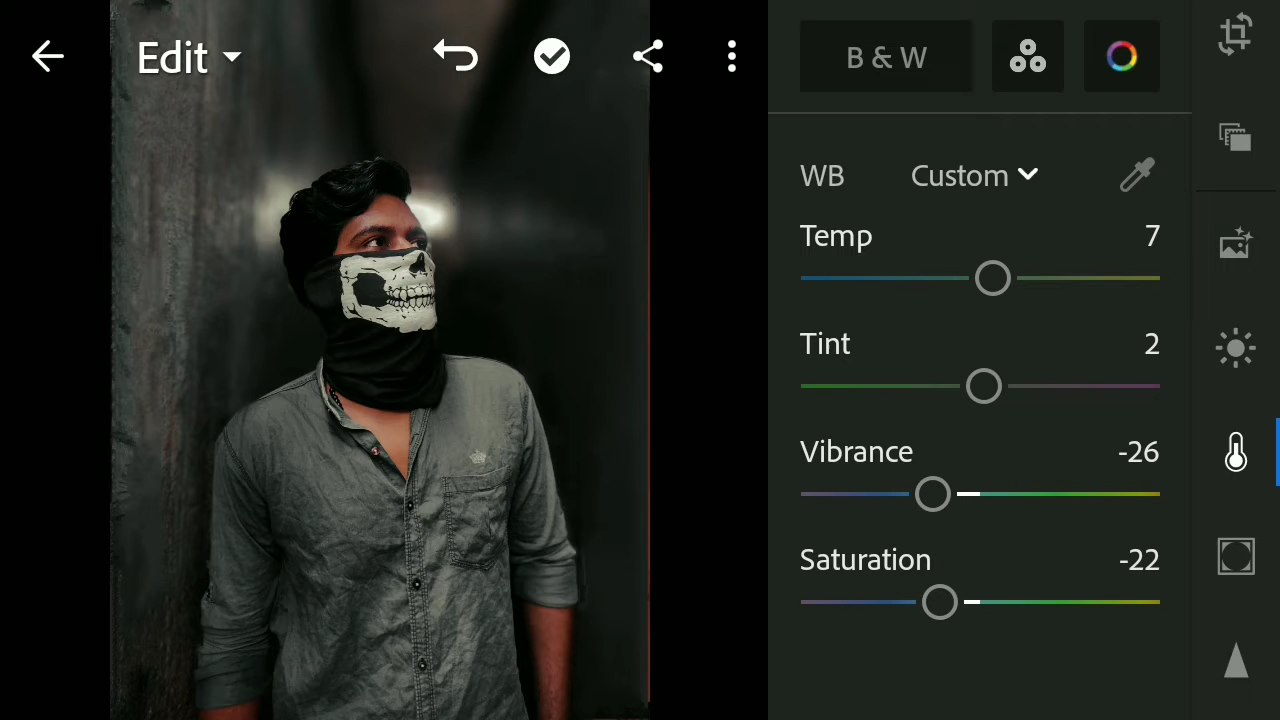 Edit
B & W
WB Custom
Temp 7
Tint 2
Vibrance -26
Saturation -22